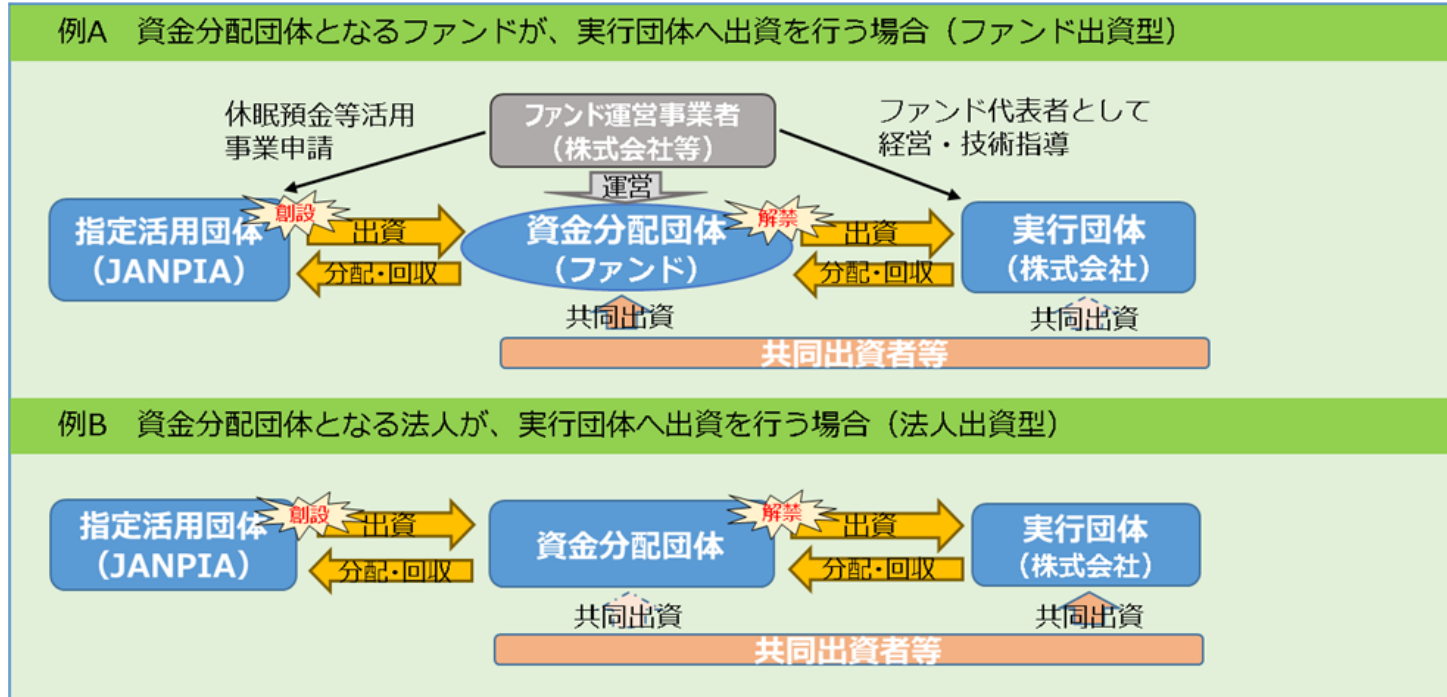 例A 資金分配団体となるファンドが、実行団体へ出資を行う場合（ファンド出資型）
休眠預金等活用
事業申請
ファンド運営事業者
（株式会社等）
ファンド代表者として
経営・技術指導
運営
指定活用団体
（JANPIA）
創設
出資
分配・回収
資金分配団体
（ファンド）
解禁
出資
分配・回収
実行団体
（株式会社）
共同出資
共同出資
共同出資者等
例B 資金分配団体となる法人が、実行団体へ出資を行う場合（法人出資型）
指定活用団体
（JANPIA）
創設
出資
分配・回収
資金分配団体
解禁
出資
分配・回収
実行団体
（株式会社）
共同出資
共同出資
共同出資者等